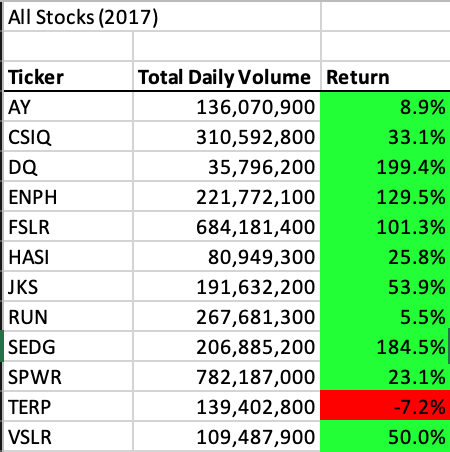 All Stocks (2017)
Ticker Total Daily Volume Return
AY 136,070,900 8.9%
CSIQ 310,592,800 33.1%
DQ 35,796,200 199.4%
ENPH 221,772,100 129.5%
FSLR 684,181,400 101.3%
HASI 80,949,300 25.8%
JKS 191,632,200 53.9%
RUN 267,681,300 5.5%
SEDG 206,885,200 184.5%
SPWR 782,187,000 23.1%
TERP 139,402,800 -7.2%
VSLR 109,487,900 50.0%